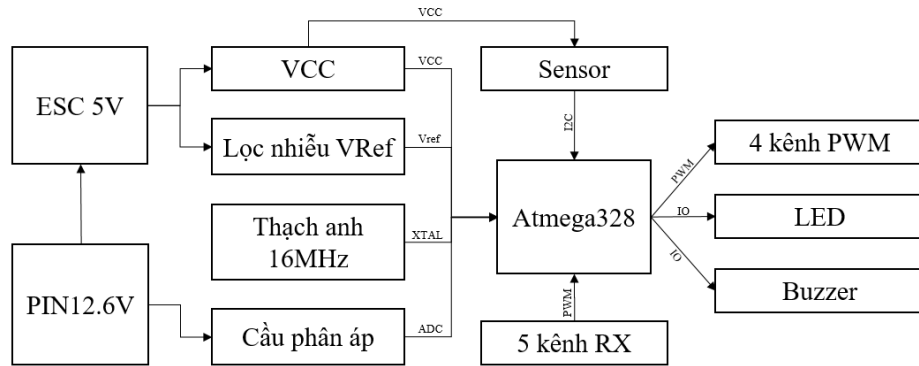 VCC
ESC 5V
VCC
VCC
Sensor
Lọc nhiễu VRef
Vref
I2C
4 kênh PWM
PWM
Thạch anh
16MHz
XTAL
Atmega328
IO
LED
IO
Buzzer
PIN12.6V
Cầu phân áp
ADC
PWM
5 kênh RX